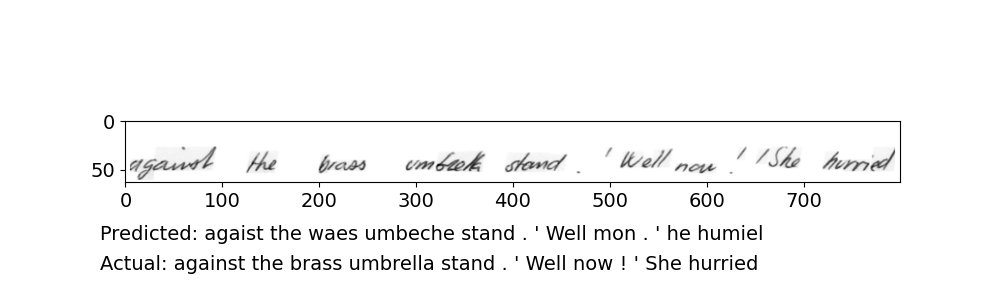 0
50
against the brass umbrella stand . ' Well now ! ' She hurried
0 100 200 300 400 500 600 700
Predicted: agaist the waes umbeche stand . ' Well mon . ' he humiel
Actual: against the brass umbrella stand . ' Well now ! ' She hurried